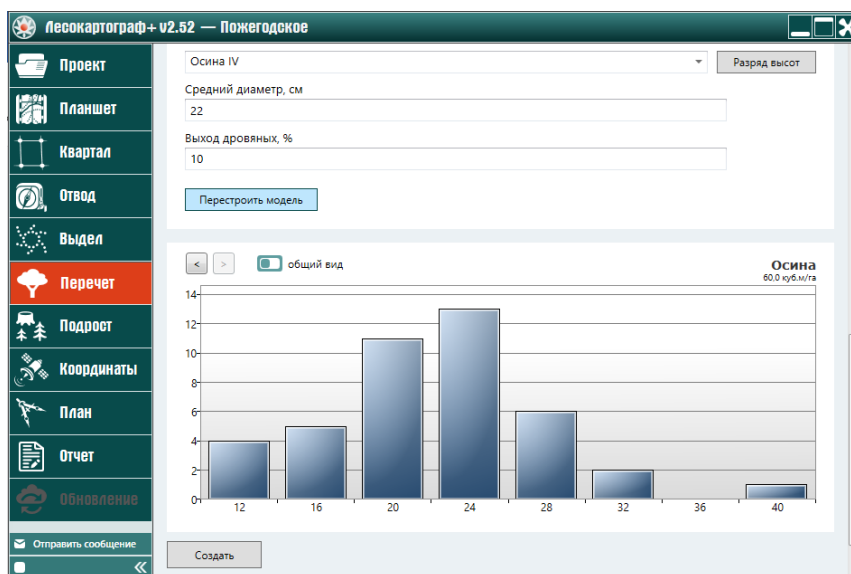 Лесокартограф+ v2.52 — Пожегодское
Проект
Планшет
Квартал
Отвод
Выдел
Перечет
Подрост
Координаты
План
Отчет
Обновление
Отправить сообщение
«
Осина IV
Разряд высот
Средний диаметр, см
22
Выход дровяных, %
10
Перестроить модель
< >
общий вид
Осина
60,0 куб.м/га
14
12
10
8
6
4
2
0
12 16 20 24 28 32 36 40
Создать